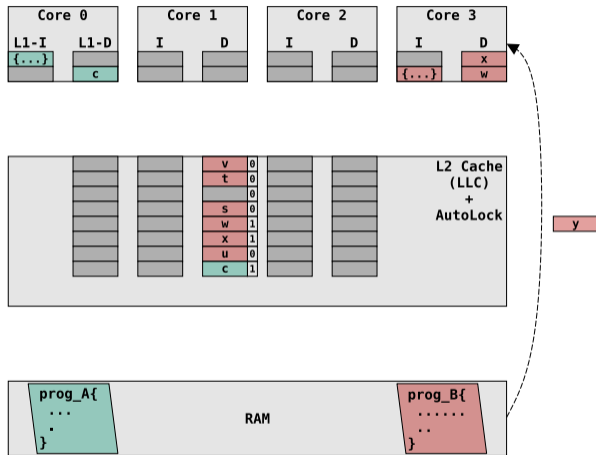 Core 0
Core 1
Core 2
Core 3
L1-I
L1-D
I
D
I
D
I
D
{...}
x
c
{...}
w
v 0
t 0
0
s 0
w 1
x 1
u 0
c 1
L2 Cache
(LLC)
+
AutoLock
y
prog_A{
...
.
}
RAM
prog_B{
......
..
}